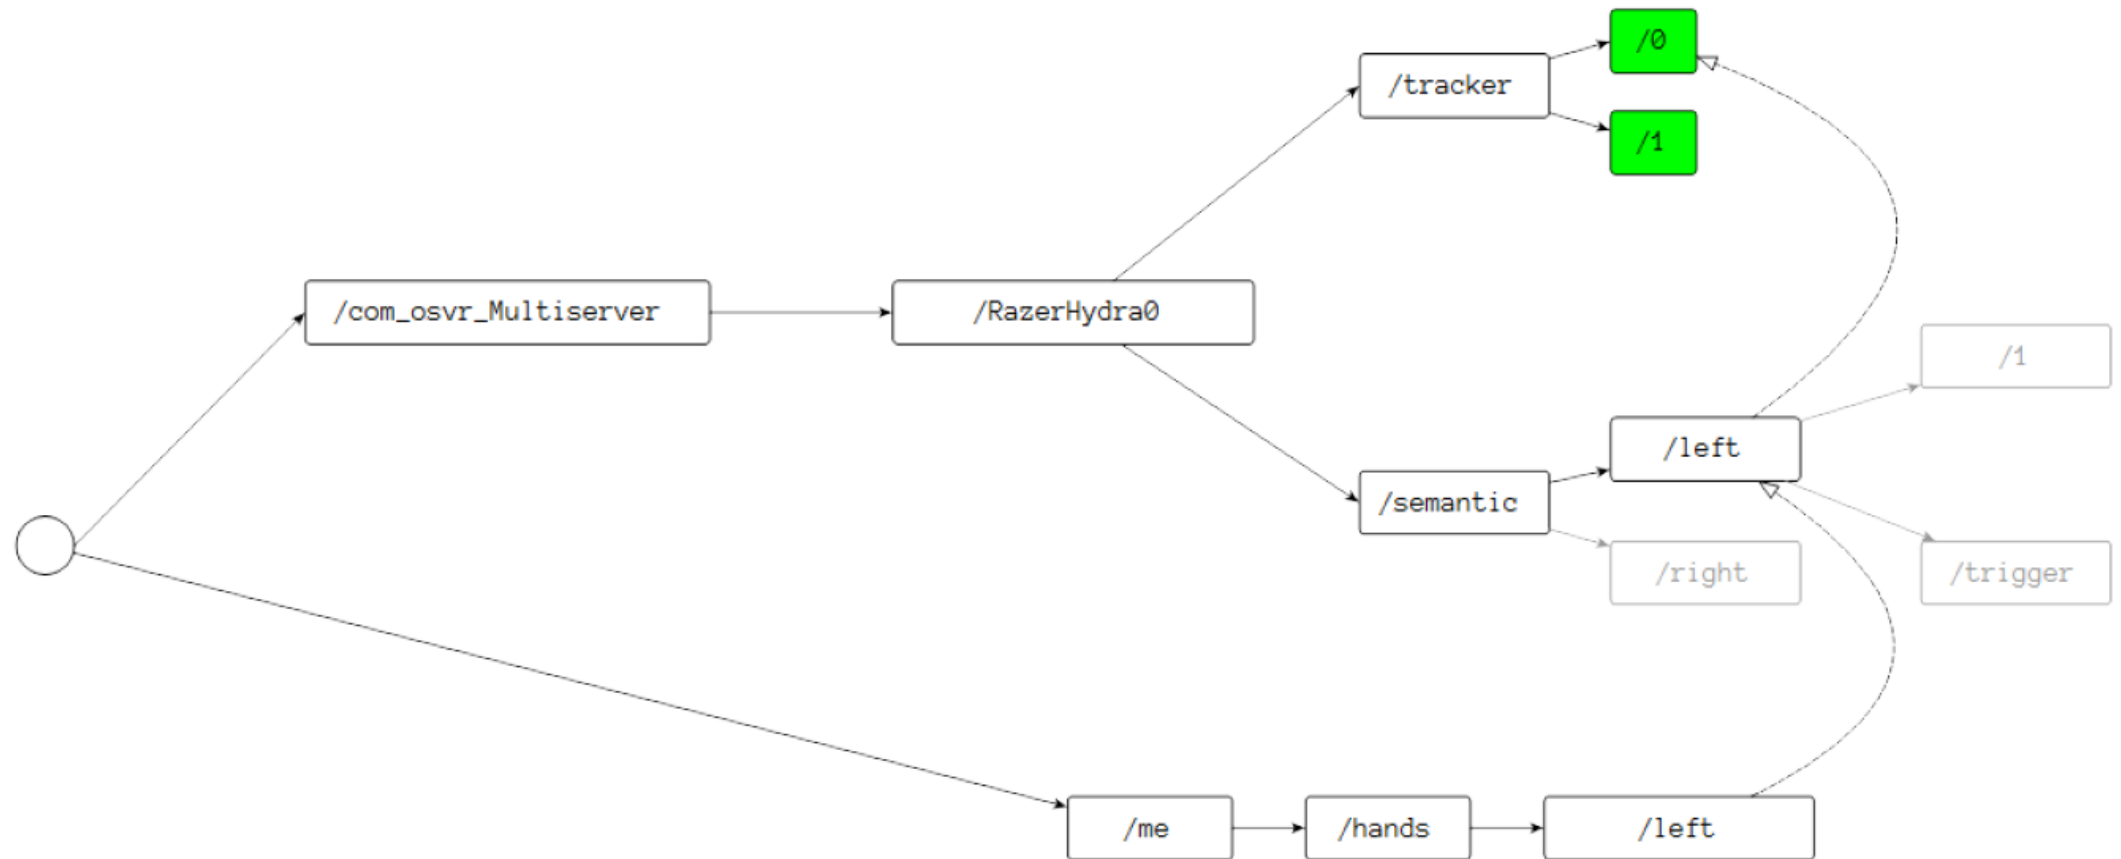 /0
/tracker
/1
/com_osvr_Multiserver
/RazerHydra0
/1
/left
/semantic
/right
/trigger
/me
/hands
/left